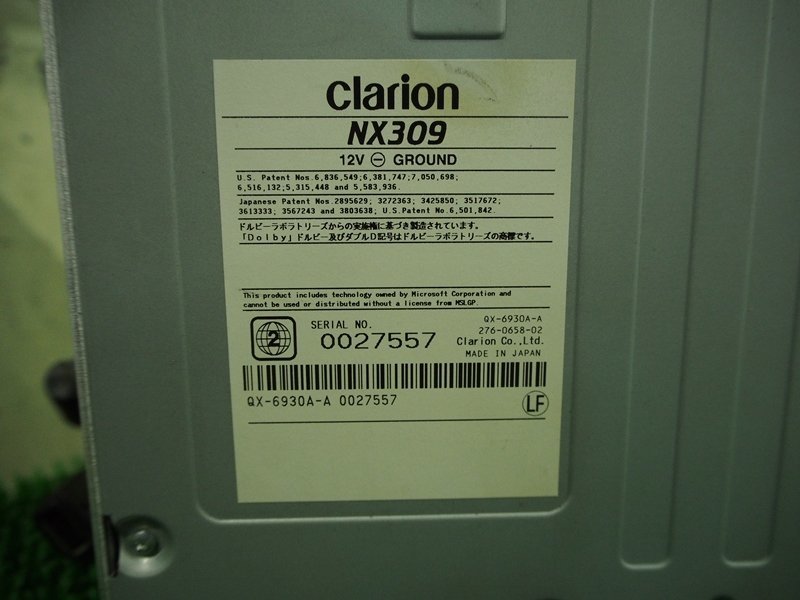 clarion
NX309
12V ⊖ GROUND
U.S. Patent Nos.6,836,549;6,381,747;7,050,698;
6,516,132;5,315,448 and 5,583,936.
Japanese Patent Nos.2895629; 3272363; 3425850; 3517672;
3613333; 3567243 and 3803638; U.S.Patent No.6,501,842.
ドルビーラボラトリーズからの実施権に基づき製造されています。
「Dolby」ドルビー及びダブルD記号はドルビーラボラトリーズの商標です。
This product includes technology owned by Microsoft Corporation and
cannot be used or distributed without a license from MSLGP.
2
SERIAL NO.
0027557
QX-6930A-A
276-0658-02
Clarion Co.,Ltd.
MADE IN JAPAN
QX-6930A-A 0027557
LF